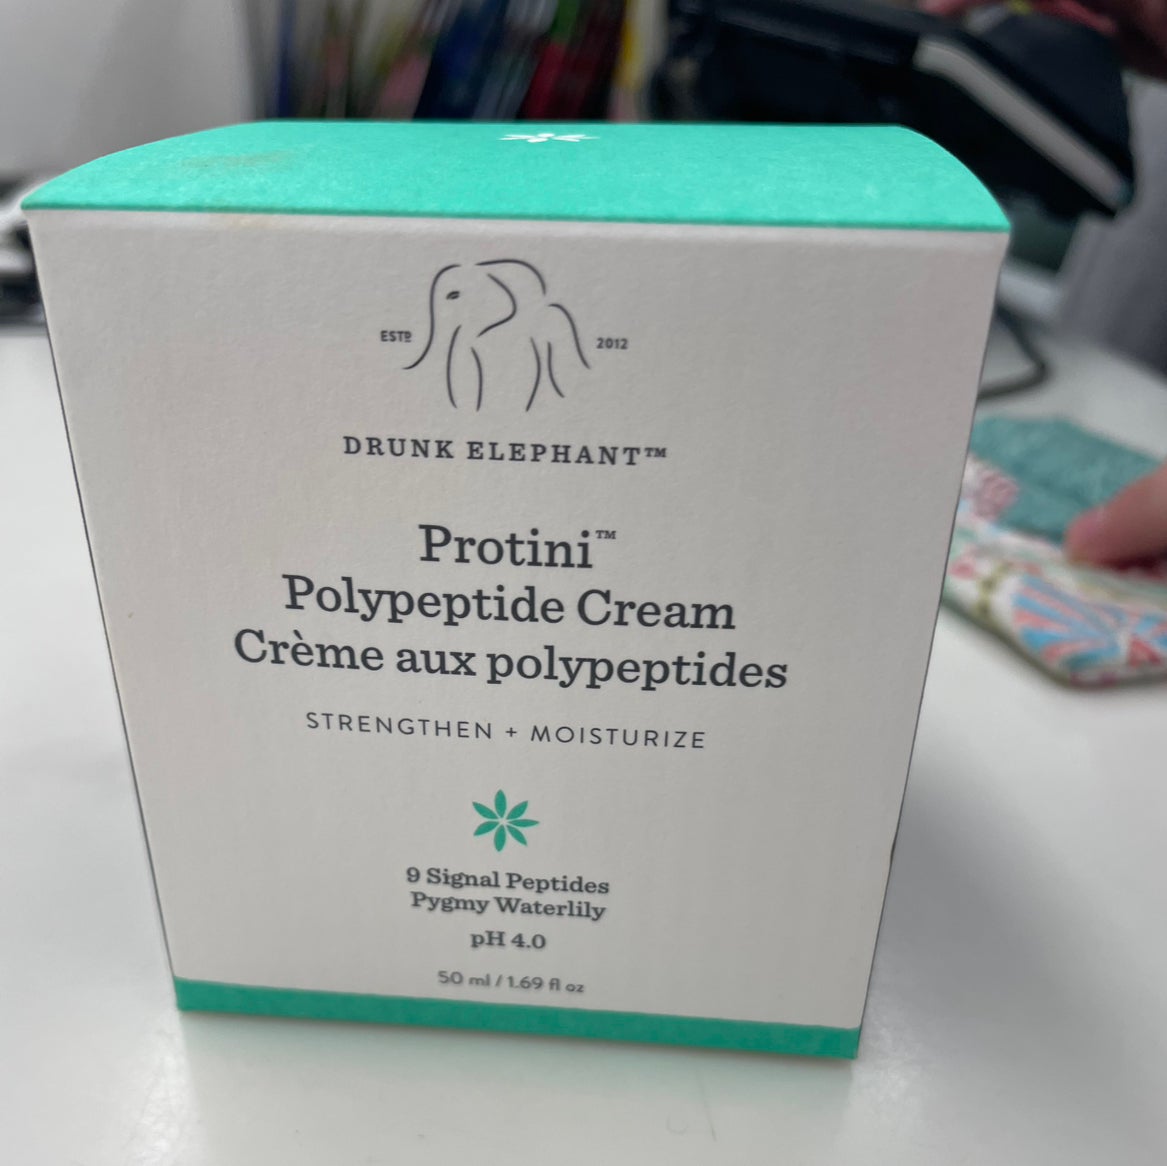 ESTD
2012
DRUNK ELEPHANT™
Protini™
Polypeptide Cream
Crème aux polypeptides
STRENGTHEN + MOISTURIZE
9 Signal Peptides
Pygmy Waterlily
pH 4.0
50 ml / 1.69 fl oz